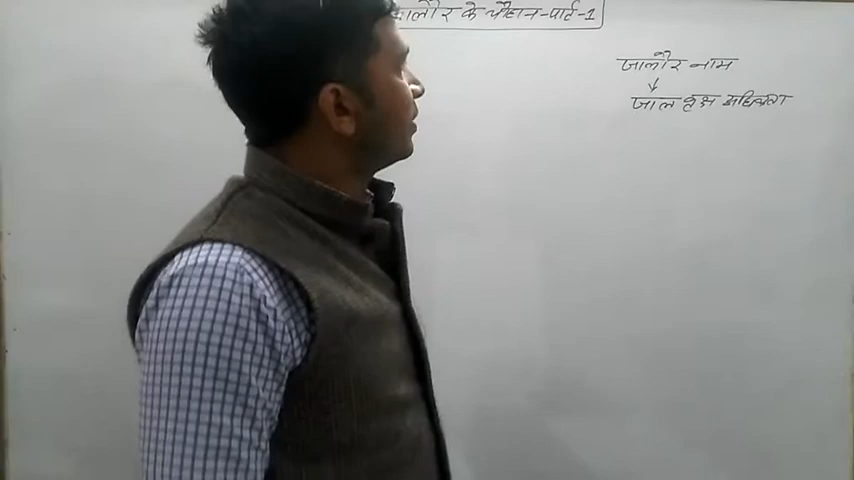 जालौर के चौहान-पार्ट-1
जालौर नाम
↓
जाल वृक्ष अधिकता